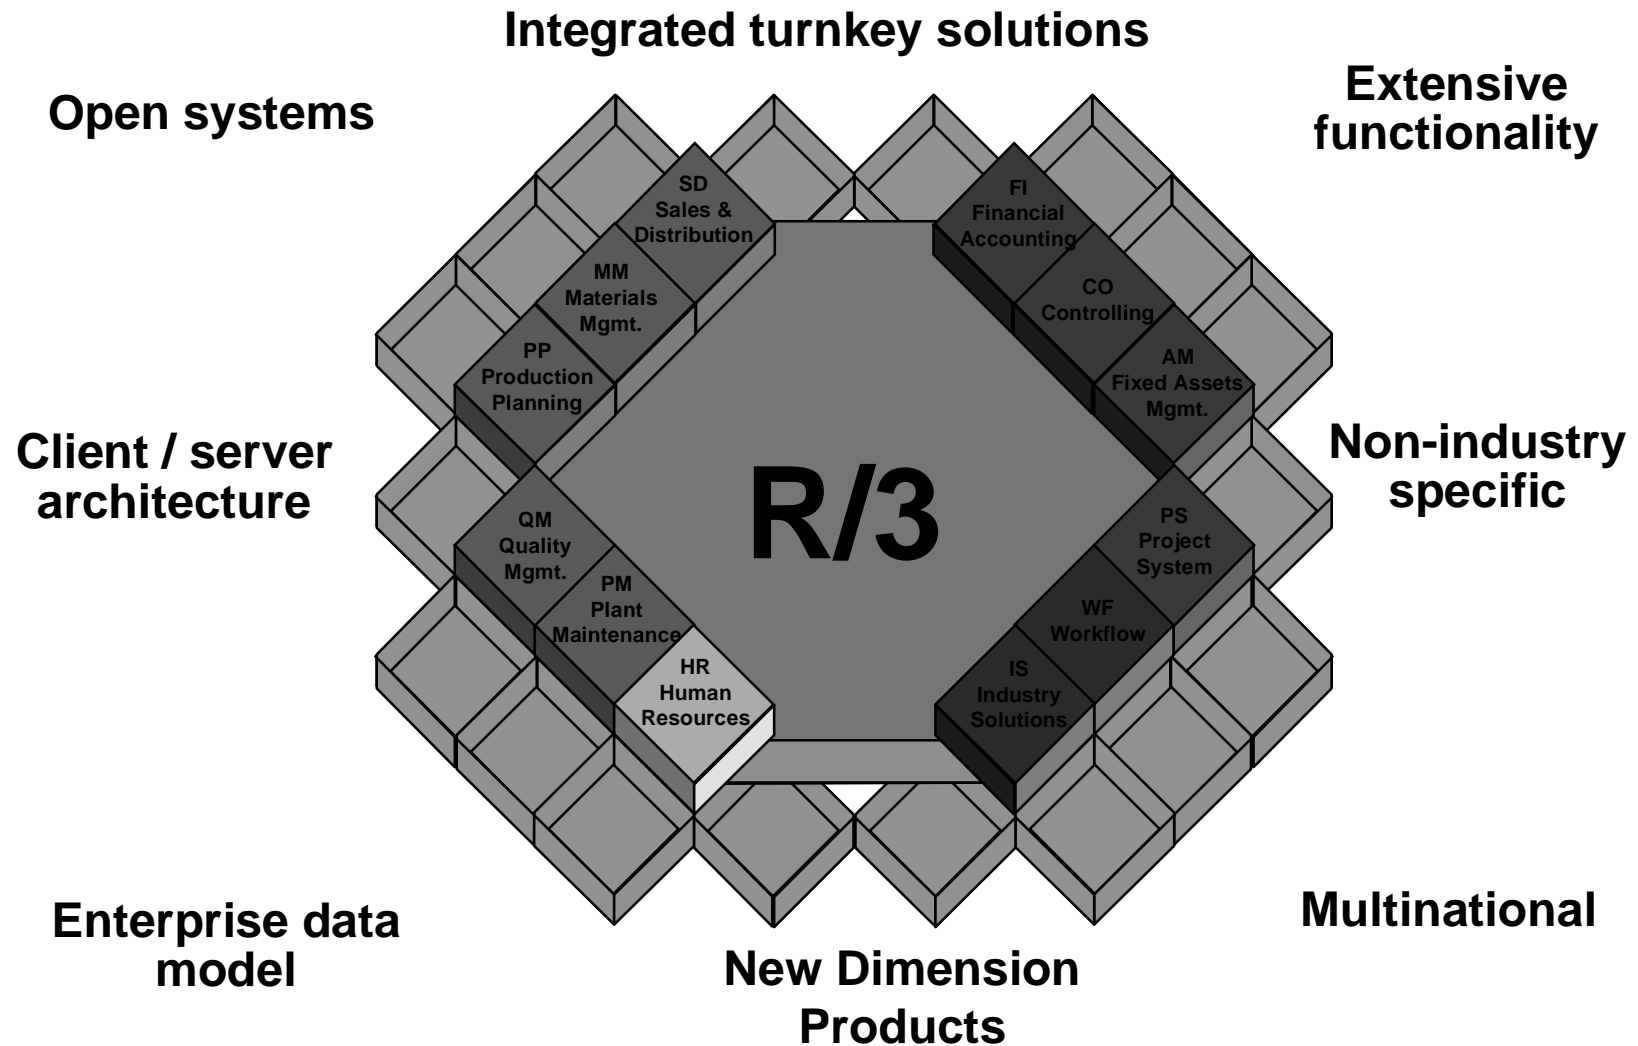 Integrated turnkey solutions
Open systems
Extensive
functionality
SD
Sales &
Distribution
MM
Materials
Mgmt.
PP
Production
Planning
FI
Financial
Accounting
CO
Controlling
AM
Fixed Assets
Mgmt.
Client / server
architecture
R/3
Non-industry
specific
QM
Quality
Mgmt.
PM
Plant
Maintenance
HR
Human
Resources
PS
Project
System
WF
Workflow
IS
Industry
Solutions
Enterprise data
model
New Dimension
Products
Multinational